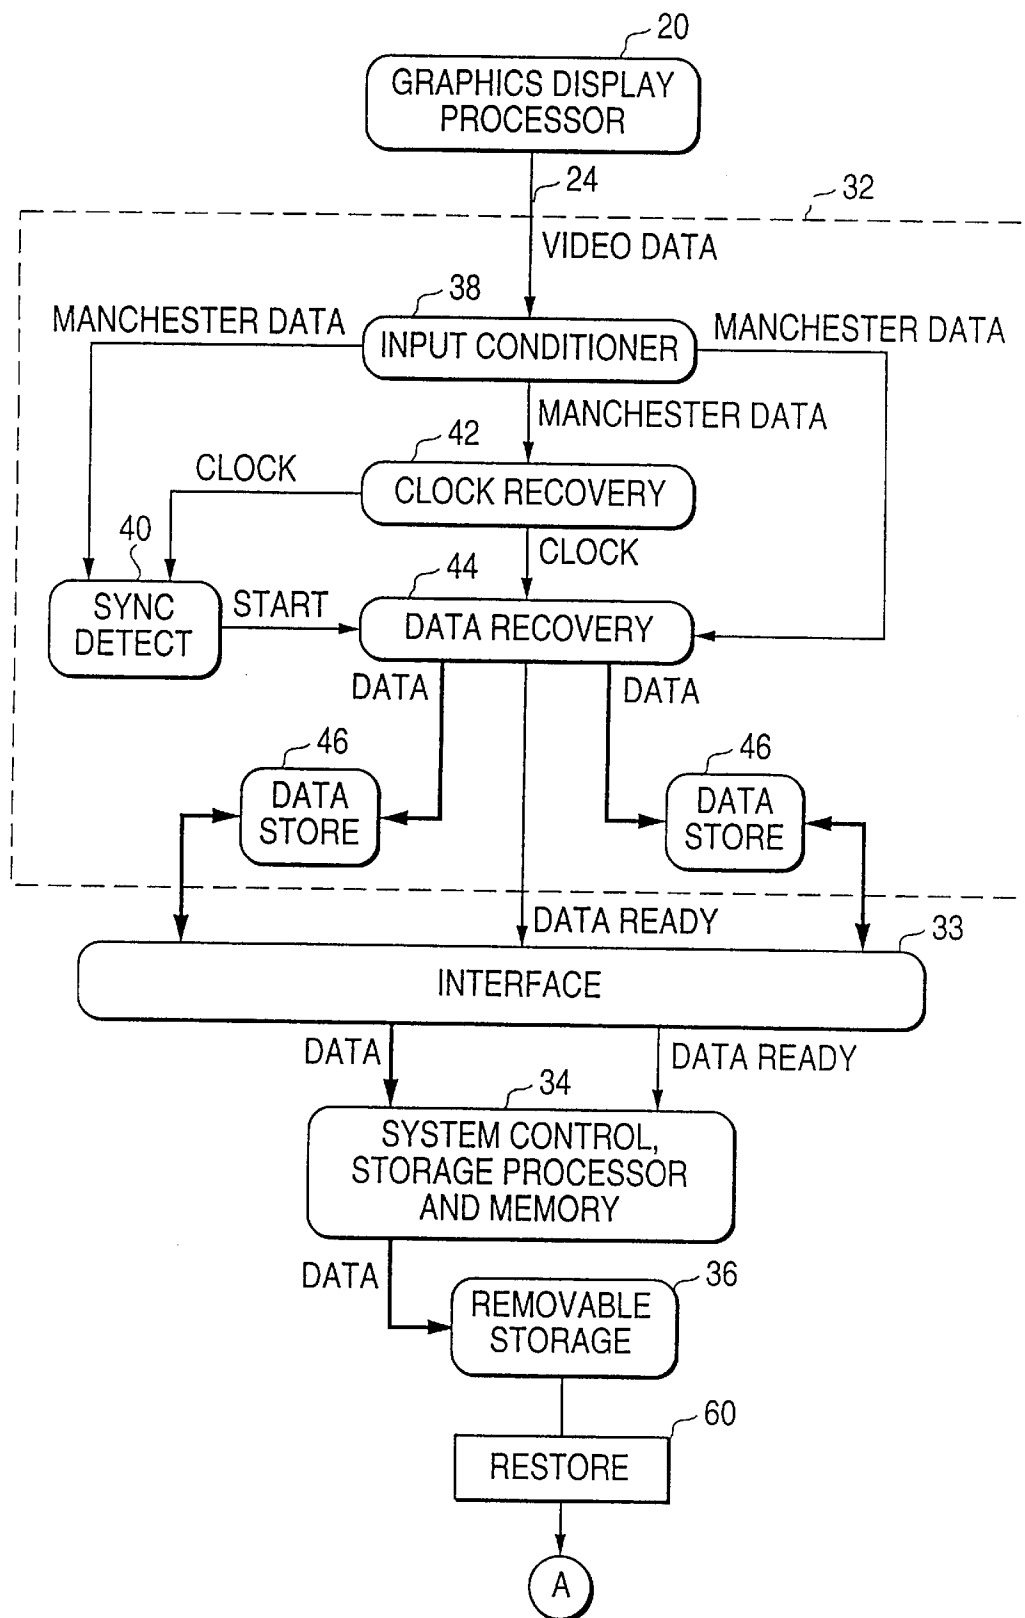 20
GRAPHICS DISPLAY
PROCESSOR
24
32
VIDEO DATA
38
MANCHESTER DATA
INPUT CONDITIONER
MANCHESTER DATA
MANCHESTER DATA
42
CLOCK
CLOCK RECOVERY
40
CLOCK
44
SYNC
DETECT
START
DATA RECOVERY
DATA
DATA
46
DATA
STORE
46
DATA
STORE
DATA READY
33
INTERFACE
DATA
DATA READY
34
SYSTEM CONTROL,
STORAGE PROCESSOR
AND MEMORY
DATA
36
REMOVABLE
STORAGE
60
RESTORE
A